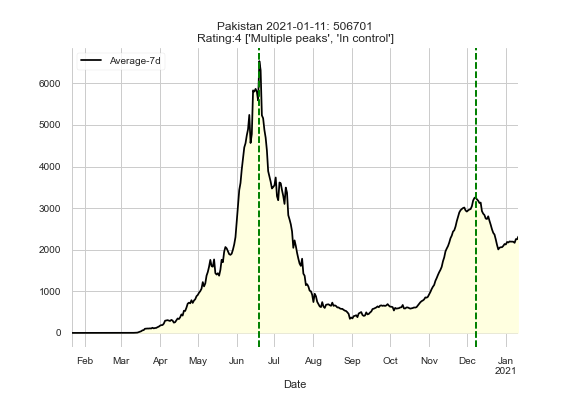 Pakistan 2021-01-11: 506701
Rating:4 ['Multiple peaks', 'In control']
Average-7d
6000
5000
4000
3000
2000
1000
0
Feb Mar Apr May Jun Jul Aug Sep Oct Nov Dec Jan
2021
Date